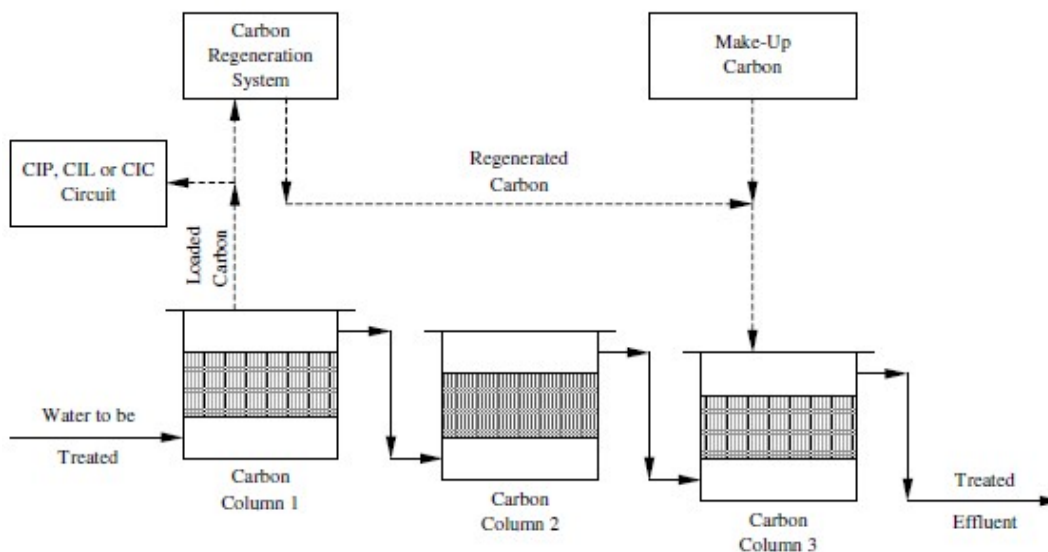 Carbon
Regeneration
System
Make-Up
Carbon
CIP, CIL or CIC
Circuit
Regenerated
Carbon
Loaded
Carbon
Water to be
Treated
Carbon
Column 1
Carbon
Column 2
Carbon
Column 3
Treated
Effluent